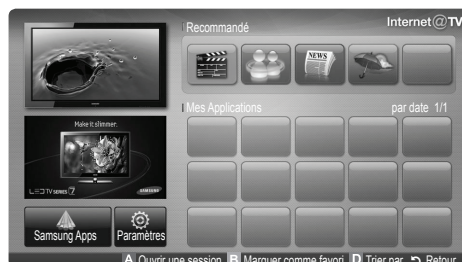 Internet@TV
Recommandé
NEWS
Mes Applications par date 1/1
Make it slimmer.
LED TV SERIES 7 SAMSUNG
Samsung Apps Paramètres
A Ouvrir une session B Marquer comme favori D Trier par Retour